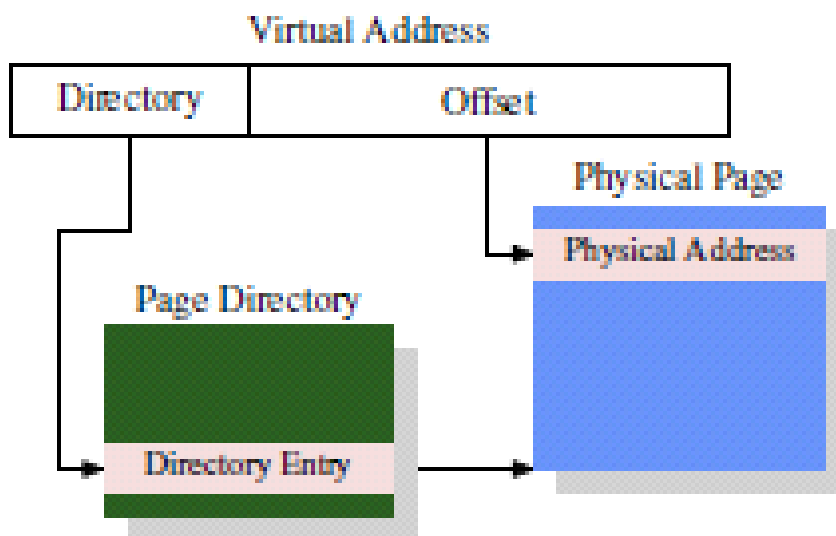 Virtual Address
Directory
Offset
Physical Page
Physical Address
Page Directory
Directory Entry